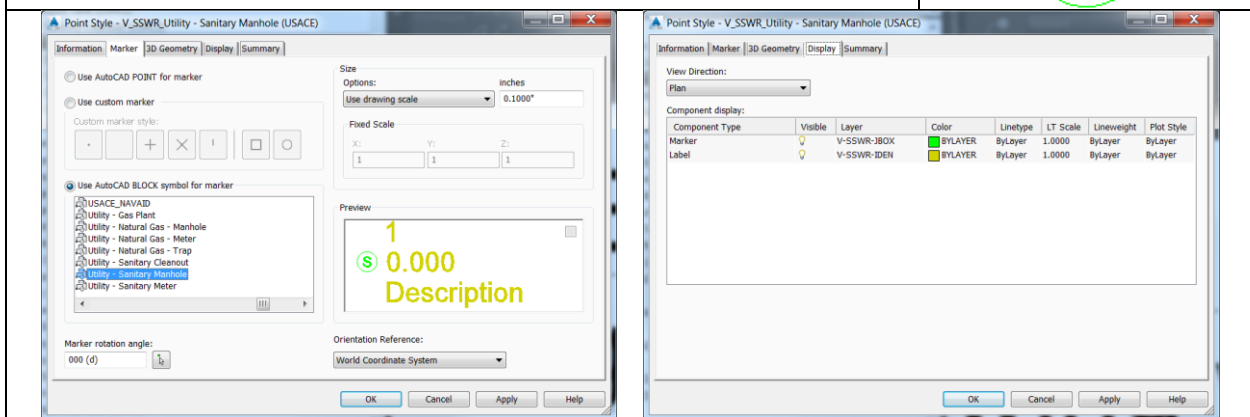 Point Style - V_SSWR_Utility - Sanitary Manhole (USACE)
Information Marker 3D Geometry Display Summary
Use AutoCAD POINT for marker
Use custom marker
Custom marker style:
Use AutoCAD BLOCK symbol for marker
USACE_NAVAID
Utility - Gas Plant
Utility - Natural Gas - Manhole
Utility - Natural Gas - Meter
Utility - Natural Gas - Trap
Utility - Sanitary Cleanout
Utility - Sanitary Manhole
Utility - Sanitary Meter
Marker rotation angle:
000 (d)
Size
Options: inches
Use drawing scale 0.1000"
Fixed Scale
X: Y: Z:
1 1 1
Preview
1
S 0.000
Description
Orientation Reference:
World Coordinate System
OK Cancel Apply Help
Point Style - V_SSWR_Utility - Sanitary Manhole (USACE)
Information Marker 3D Geometry Display Summary
View Direction:
Plan
Component display:
Component Type Visible Layer Color Linetype LT Scale Lineweight Plot Style
Marker V-SSWR-JBOX BYLAYER ByLayer 1.0000 ByLayer ByLayer
Label V-SSWR-IDEN BYLAYER ByLayer 1.0000 ByLayer ByLayer
OK Cancel Apply Help